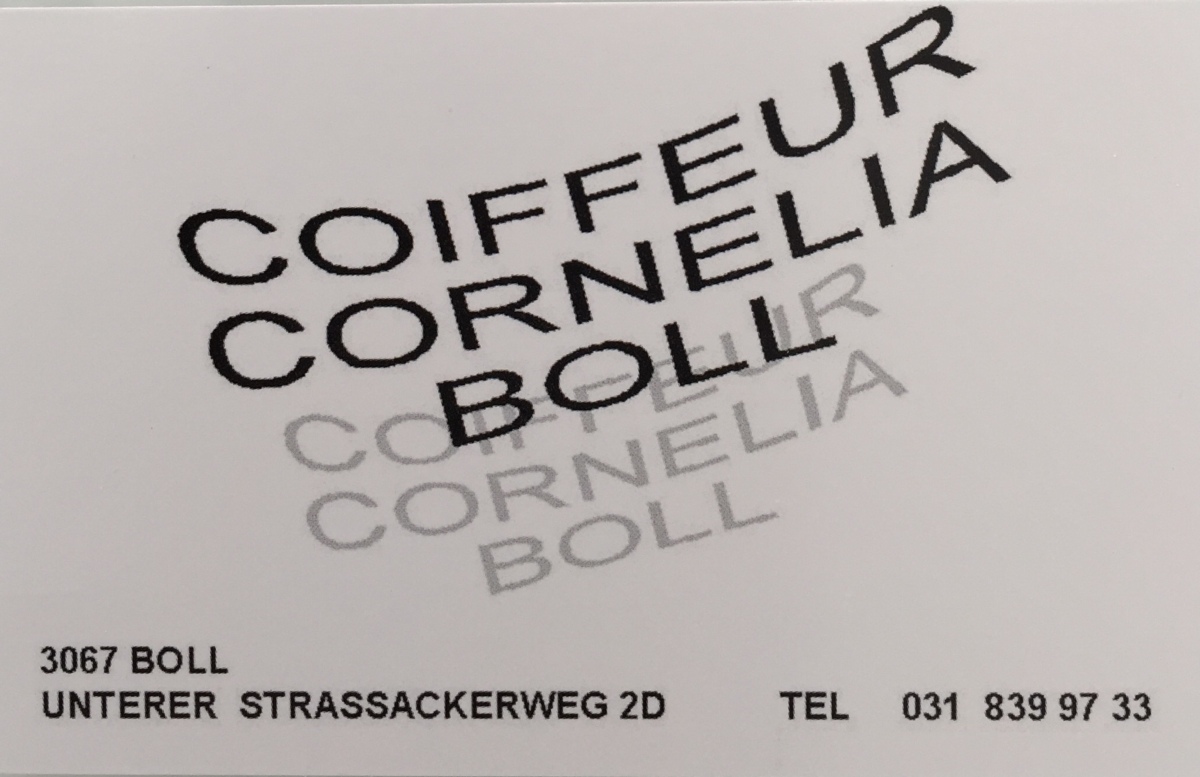 COIFFEUR
CORNELIA
BOLL
COIFFEUR
CORNELIA
BOLL
3067 BOLL
UNTERER STRASSACKERWEG 2D TEL 031 839 97 33